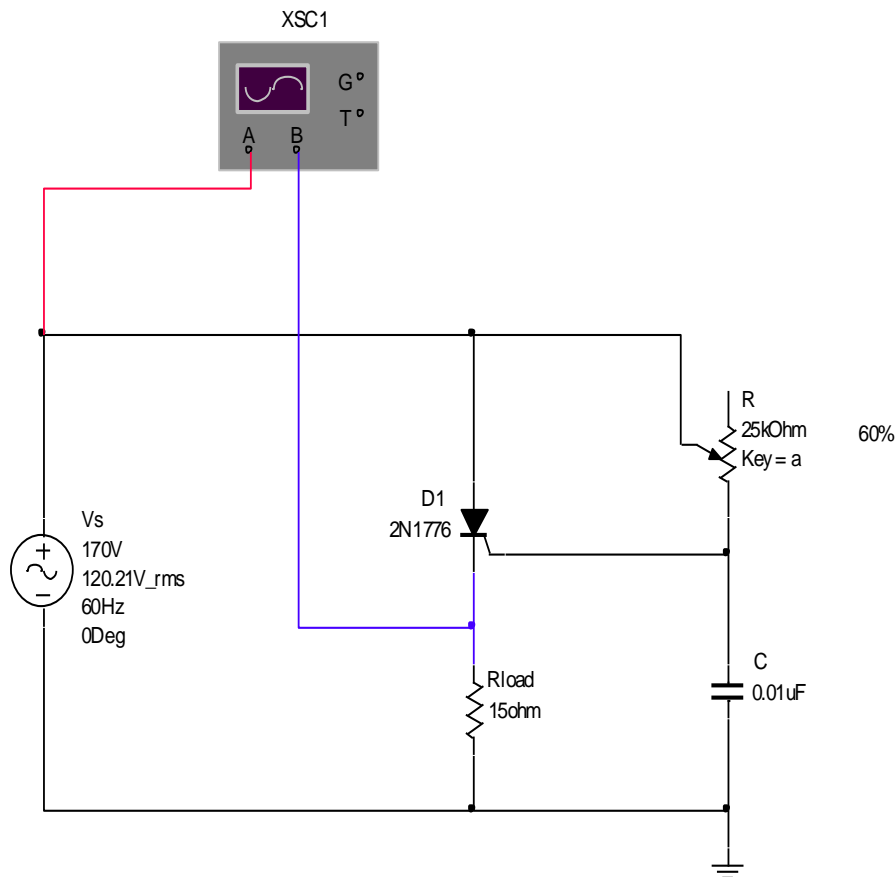 XSC1
G
T
A B
R
25kOhm 60%
Key = a
D1
2N1776
Vs
170V
120.21V_rms
60Hz
0Deg
Rload
15ohm
C
0.01uF